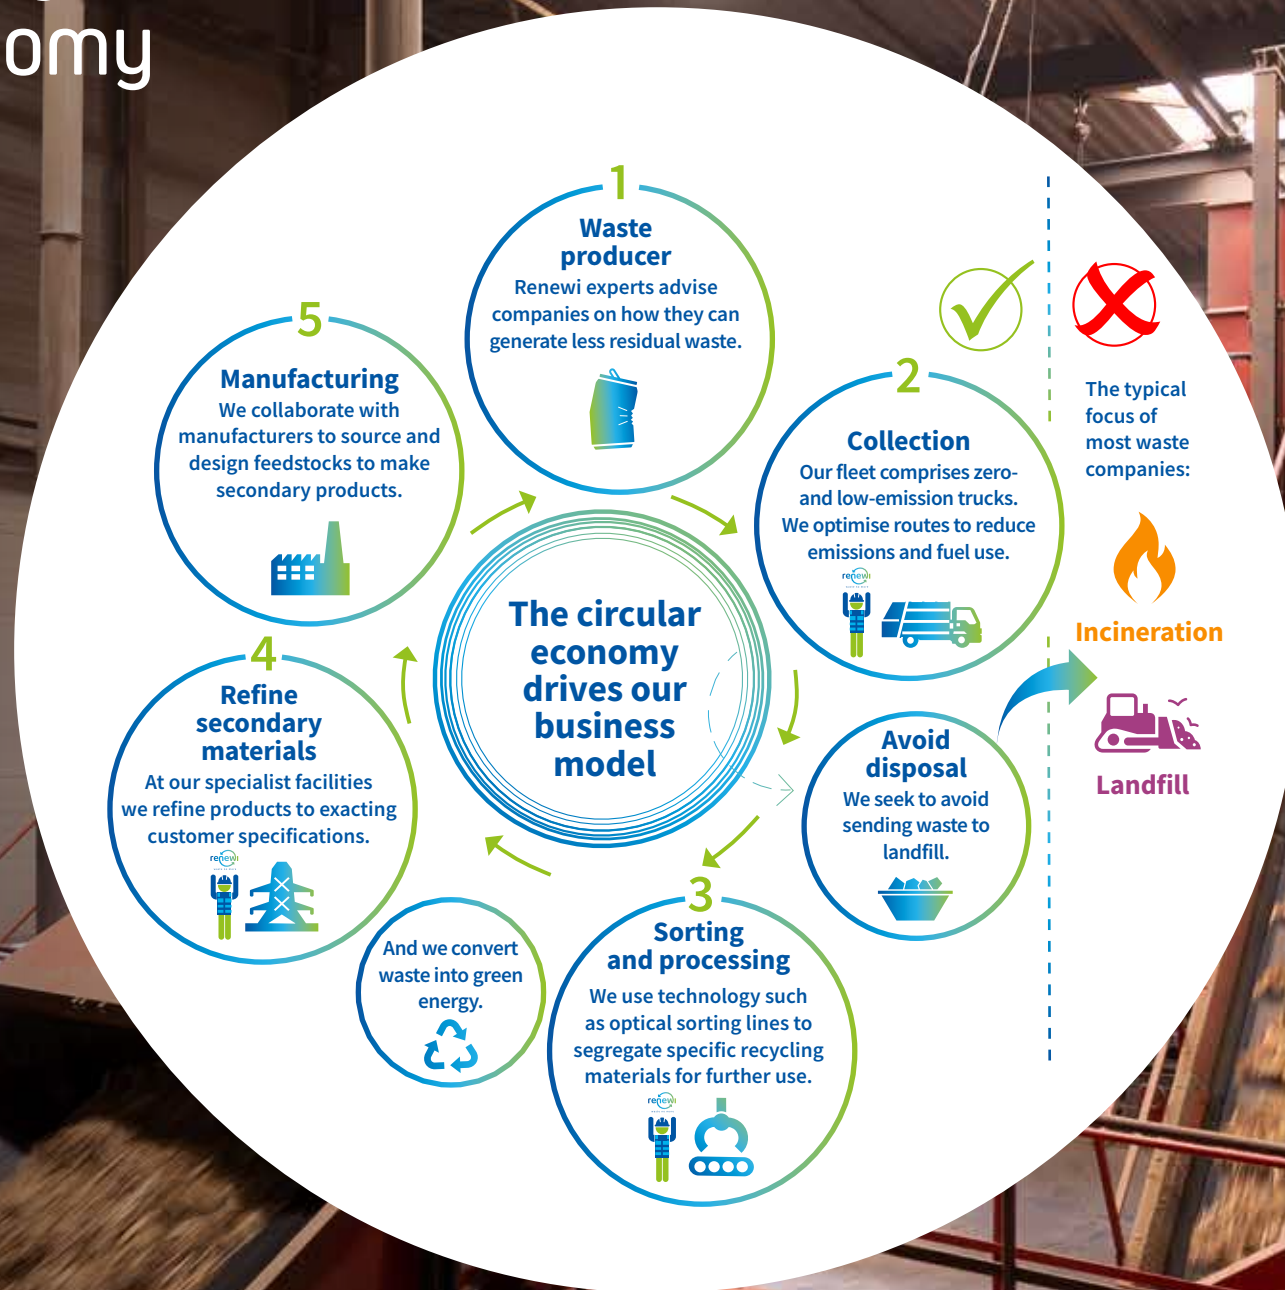 omy
1
Waste
producer
Renewi experts advise
companies on how they can
generate less residual waste.
2
Collection
Our fleet comprises zero-
and low-emission trucks.
We optimise routes to reduce
emissions and fuel use.
renewi
Avoid
disposal
We seek to avoid
sending waste to
landfill.
3
Sorting
and processing
We use technology such
as optical sorting lines to
segregate specific recycling
materials for further use.
renewi
And we convert
waste into green
energy.
4
Refine
secondary
materials
At our specialist facilities
we refine products to exacting
customer specifications.
renewi
5
Manufacturing
We collaborate with
manufacturers to source and
design feedstocks to make
secondary products.
The circular
economy
drives our
business
model
The typical
focus of
most waste
companies:
Incineration
Landfill